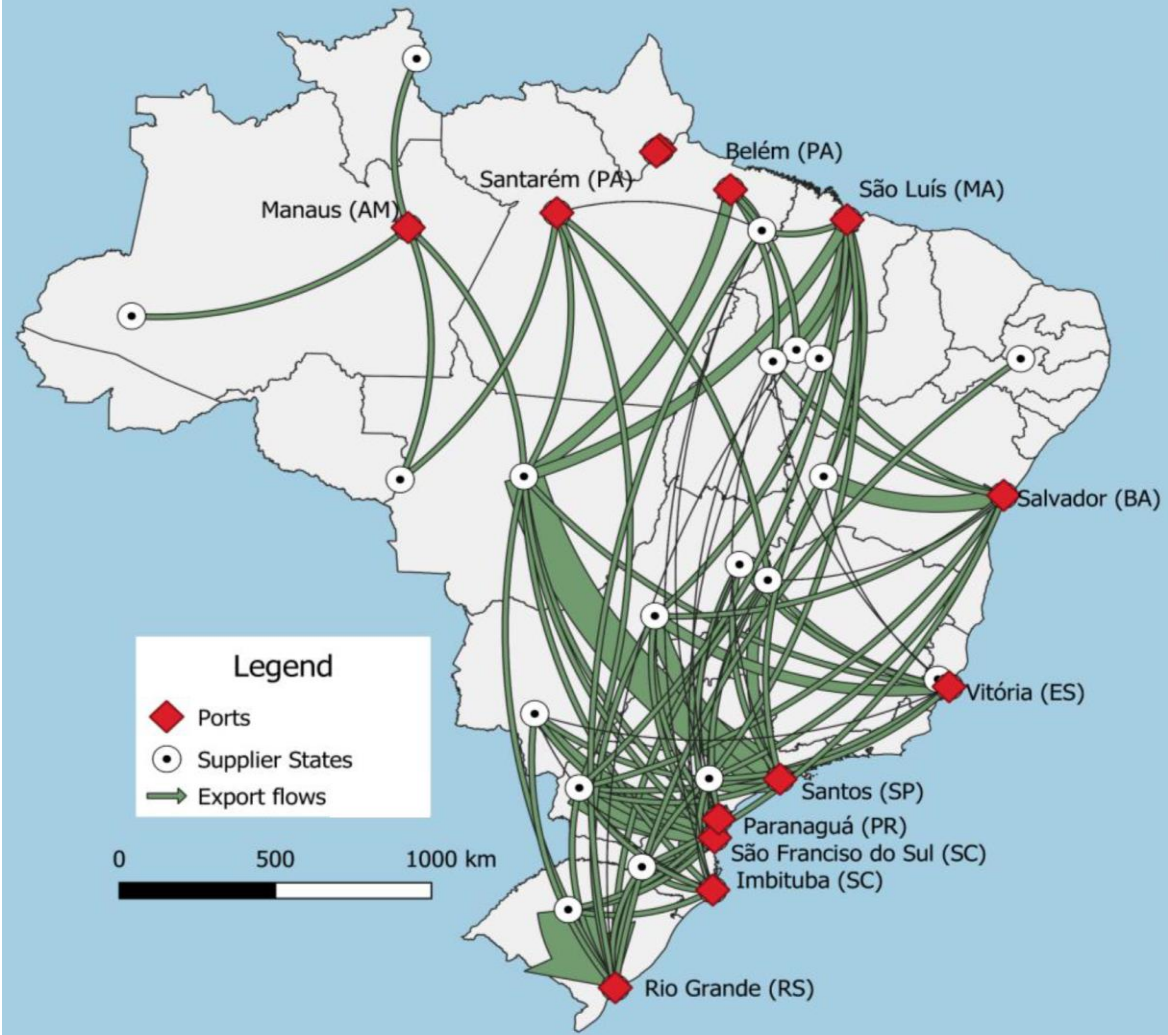 Belém (PA)
Santarém (PA)
São Luís (MA)
Manaus (AM)
Salvador (BA)
Vitória (ES)
Legend
Ports
Supplier States
Export flows
Santos (SP)
Paranaguá (PR)
São Franciso do Sul (SC)
Imbituba (SC)
0 500 1000 km
Rio Grande (RS)